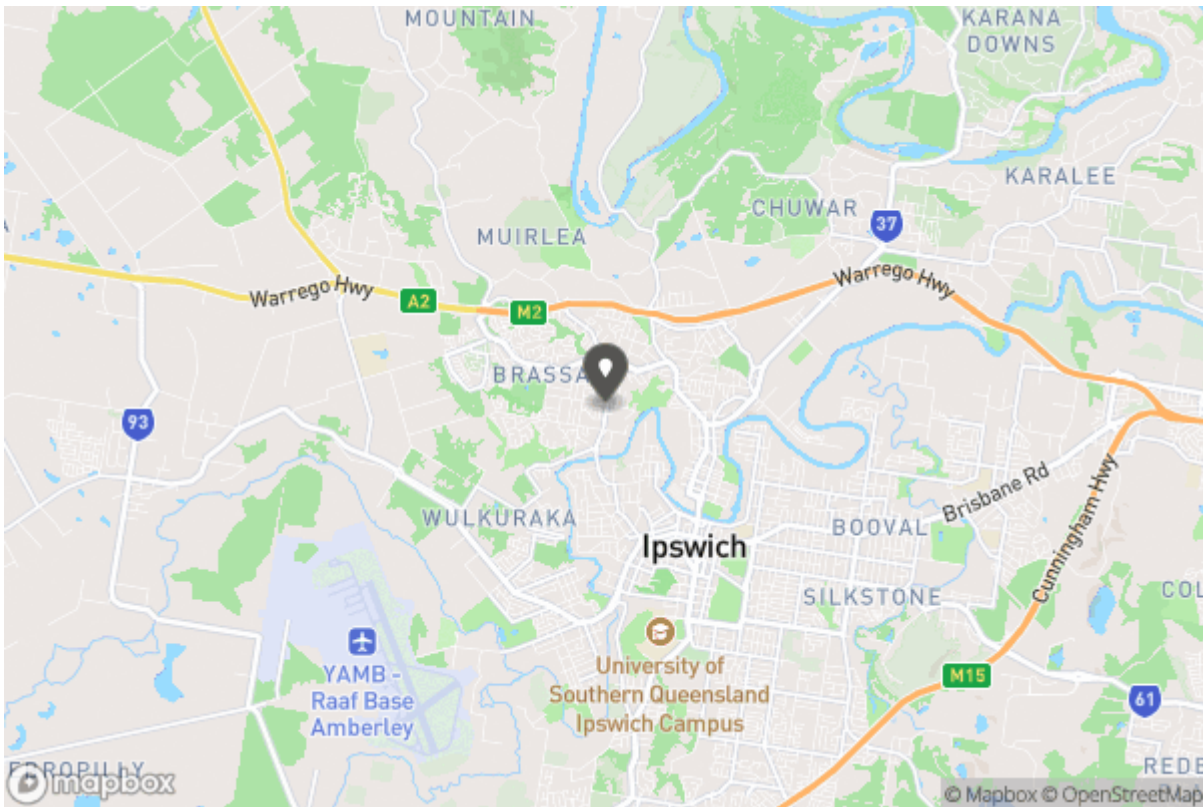 MOUNTAIN
KARANA
DOWNS
KARALEE
CHUWAR
37
MUIRLEA
Warrego Hwy
Warrego Hwy
A2
M2
BRASSA
93
Brisbane Rd
WULKURAKA
BOOVAL
Ipswich
Cunningham Hwy
SILKSTONE
COL
University of
Southern Queensland
Ipswich Campus
YAMB -
Raaf Base
Amberley
M15
61
REDE
mapbox
© Mapbox © OpenStreetMap